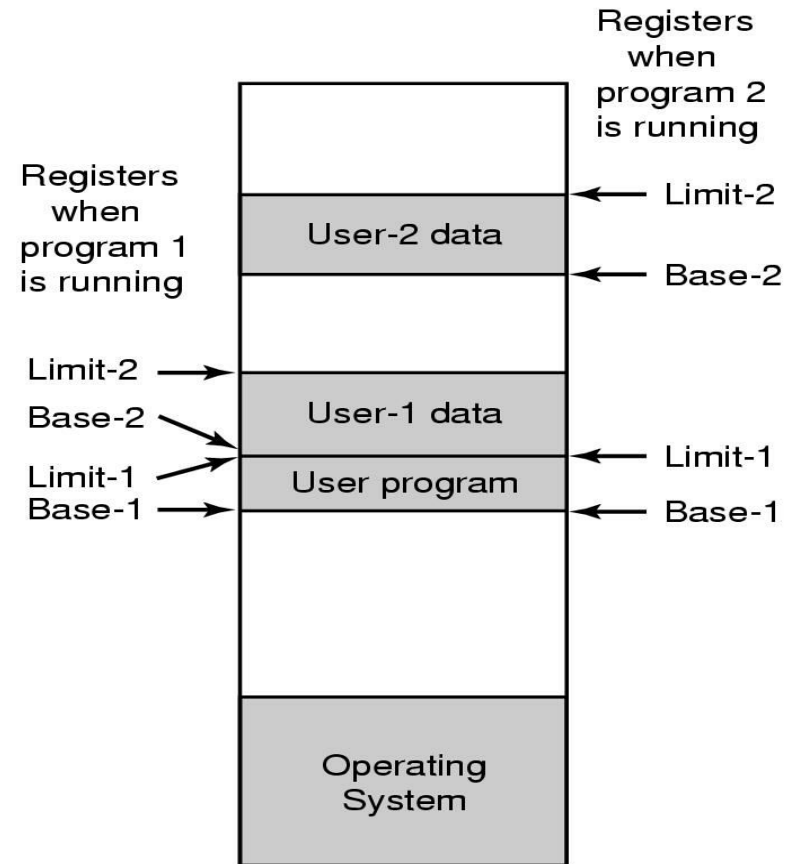 Registers
when
program 2
is running
Registers
when
program 1
is running
Limit-2
User-2 data
Base-2
Limit-2
Base-2
User-1 data
Limit-1
Base-1
User program
Limit-1
Base-1
Operating
System